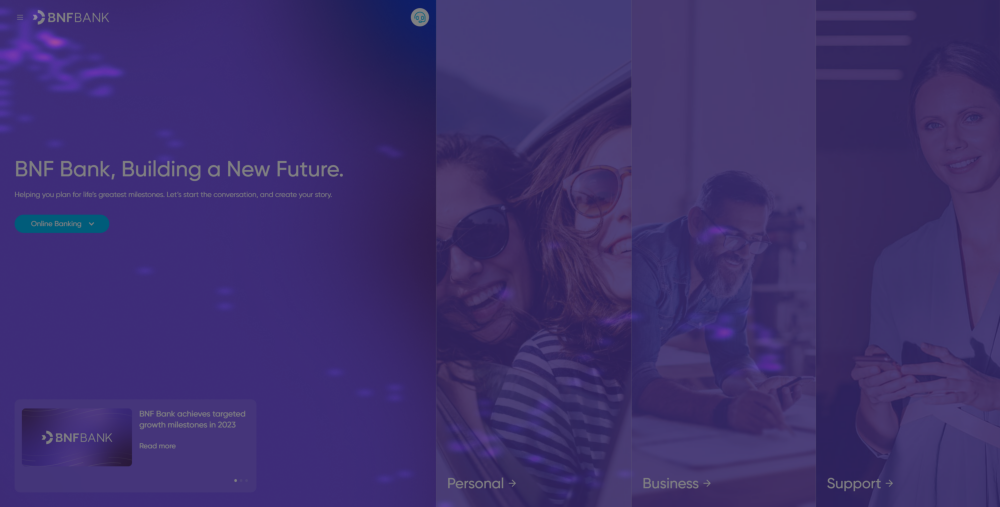 BNFBANK
BNF Bank, Building a New Future.
Helping you plan for life's greatest milestones. Let's start the conversation, and create your story.
Online Banking
BNFBANK
BNF Bank achieves targeted
growth milestones in 2023
Read more
Personal →
Business →
Support →